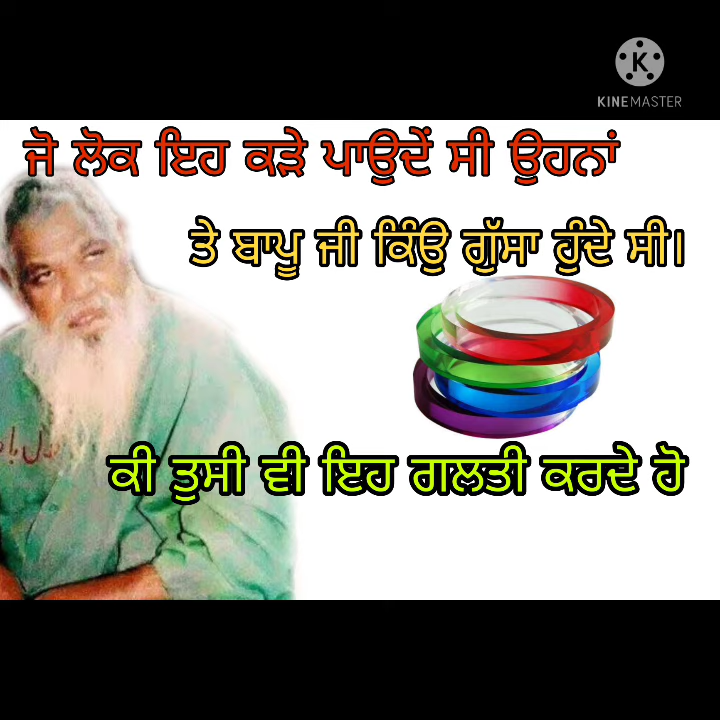 KINEMASTER
ਜੋ ਲੋਕ ਇਹ ਕੜੇ ਪਾਉਦੇਂ ਸੀ ਉਹਨਾਂ
ਤੇ ਬਾਪੂ ਜੀ ਕਿੰਉ ਗੁੱਸਾ ਹੁੰਦੇ ਸੀ।
ਕੀ ਤੁਸੀ ਵੀ ਇਹ ਗਲਤੀ ਕਰਦੇ ਹੋ